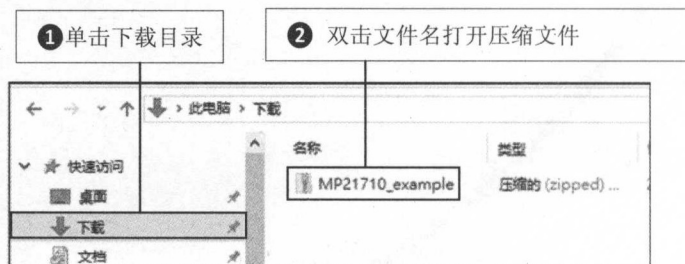 ❶单击下载目录
❷ 双击文件名打开压缩文件
此电脑 > 下载
名称
类型
快速访问
MP21710_example
压缩的 (zipped) ...
桌面
下载
文档